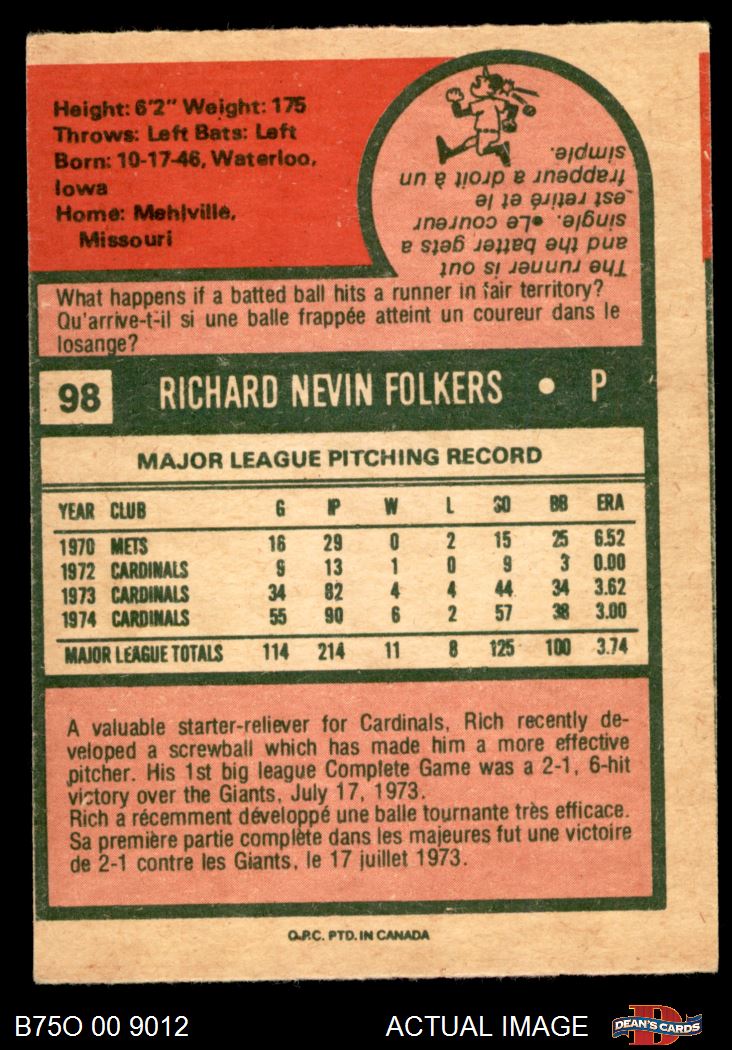 Height: 6'2" Weight: 175
Throws: Left Bats: Left
Born: 10-17-46, Waterloo,
Iowa
Home: Mehlville,
Missouri
The runner is out
and the batter gets a
single. •Le coureur
est retiré et le
frappeur a droit à un
simple.
What happens if a batted ball hits a runner in fair territory?
Qu'arrive-t-il si une balle frappée atteint un coureur dans le
losange?
98 RICHARD NEVIN FOLKERS • P
MAJOR LEAGUE PITCHING RECORD
YEAR CLUB G IP W L SO BB ERA
1970 METS 16 29 0 2 15 25 6.52
1972 CARDINALS 9 13 1 0 9 3 0.00
1973 CARDINALS 34 82 4 4 44 34 3.62
1974 CARDINALS 55 90 6 2 57 38 3.00
MAJOR LEAGUE TOTALS 114 214 11 8 125 100 3.74
A valuable starter-reliever for Cardinals, Rich recently de-
veloped a screwball which has made him a more effective
pitcher. His 1st big league Complete Game was a 2-1, 6-hit
victory over the Giants, July 17, 1973.
Rich a récemment développé une balle tournante très efficace.
Sa première partie complète dans les majeures fut une victoire
de 2-1 contre les Giants, le 17 juillet 1973.
O.P.C. PTD. IN CANADA
B75O 00 9012 ACTUAL IMAGE D DEAN'S CARDS